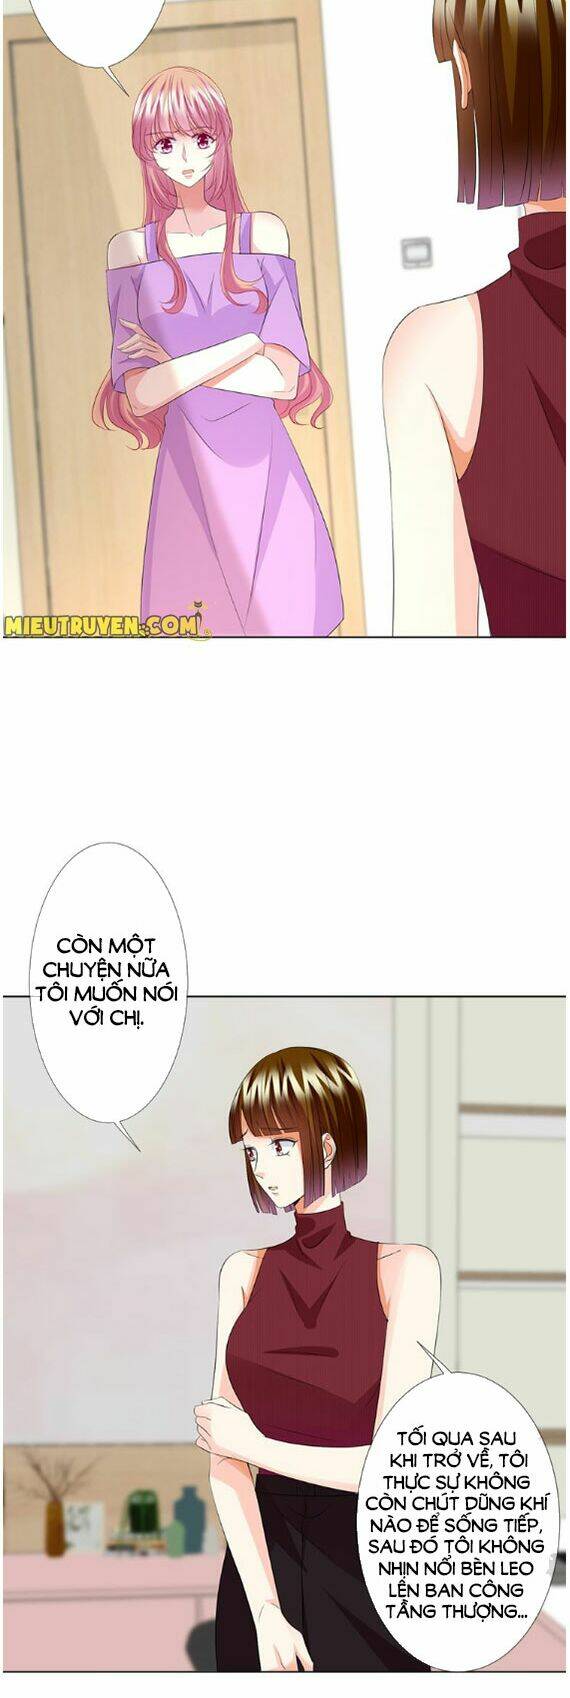 MIEUTRUYEN.COM
CÒN MỘT
CHUYỆN NỮA
TÔI MUỐN NÓI
VỚI CHỊ.
TỐI QUA SAU
KHI TRỞ VỀ, TÔI
THỰC SỰ KHÔNG
CÒN CHÚT DŨNG KHÍ
NÀO ĐỂ SỐNG TIẾP,
SAU ĐÓ TÔI KHÔNG
NHỊN NỔI BÈN LEO
LÊN BAN CÔNG
TẦNG THƯỢNG...